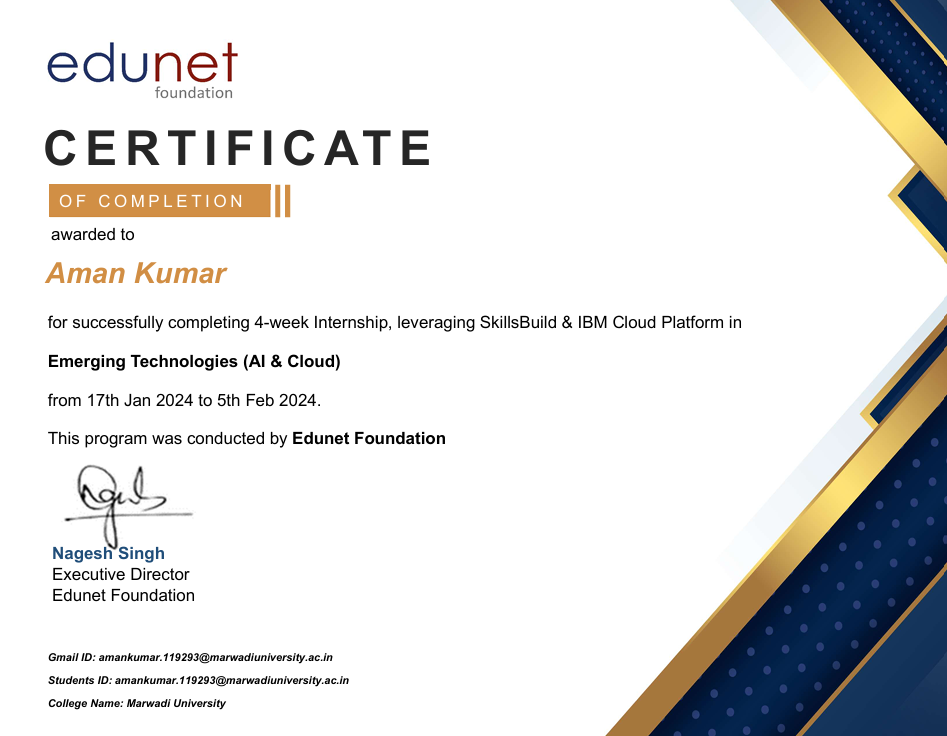 edunet
foundation
CERTIFICATE
OF COMPLETION
awarded to
Aman Kumar
for successfully completing 4-week Internship, leveraging SkillsBuild & IBM Cloud Platform in
Emerging Technologies (AI & Cloud)
from 17th Jan 2024 to 5th Feb 2024.
This program was conducted by Edunet Foundation
Nagesh Singh
Executive Director
Edunet Foundation
Gmail ID: amankumar.119293@marwadiuniversity.ac.in
Students ID: amankumar.119293@marwadiuniversity.ac.in
College Name: Marwadi University